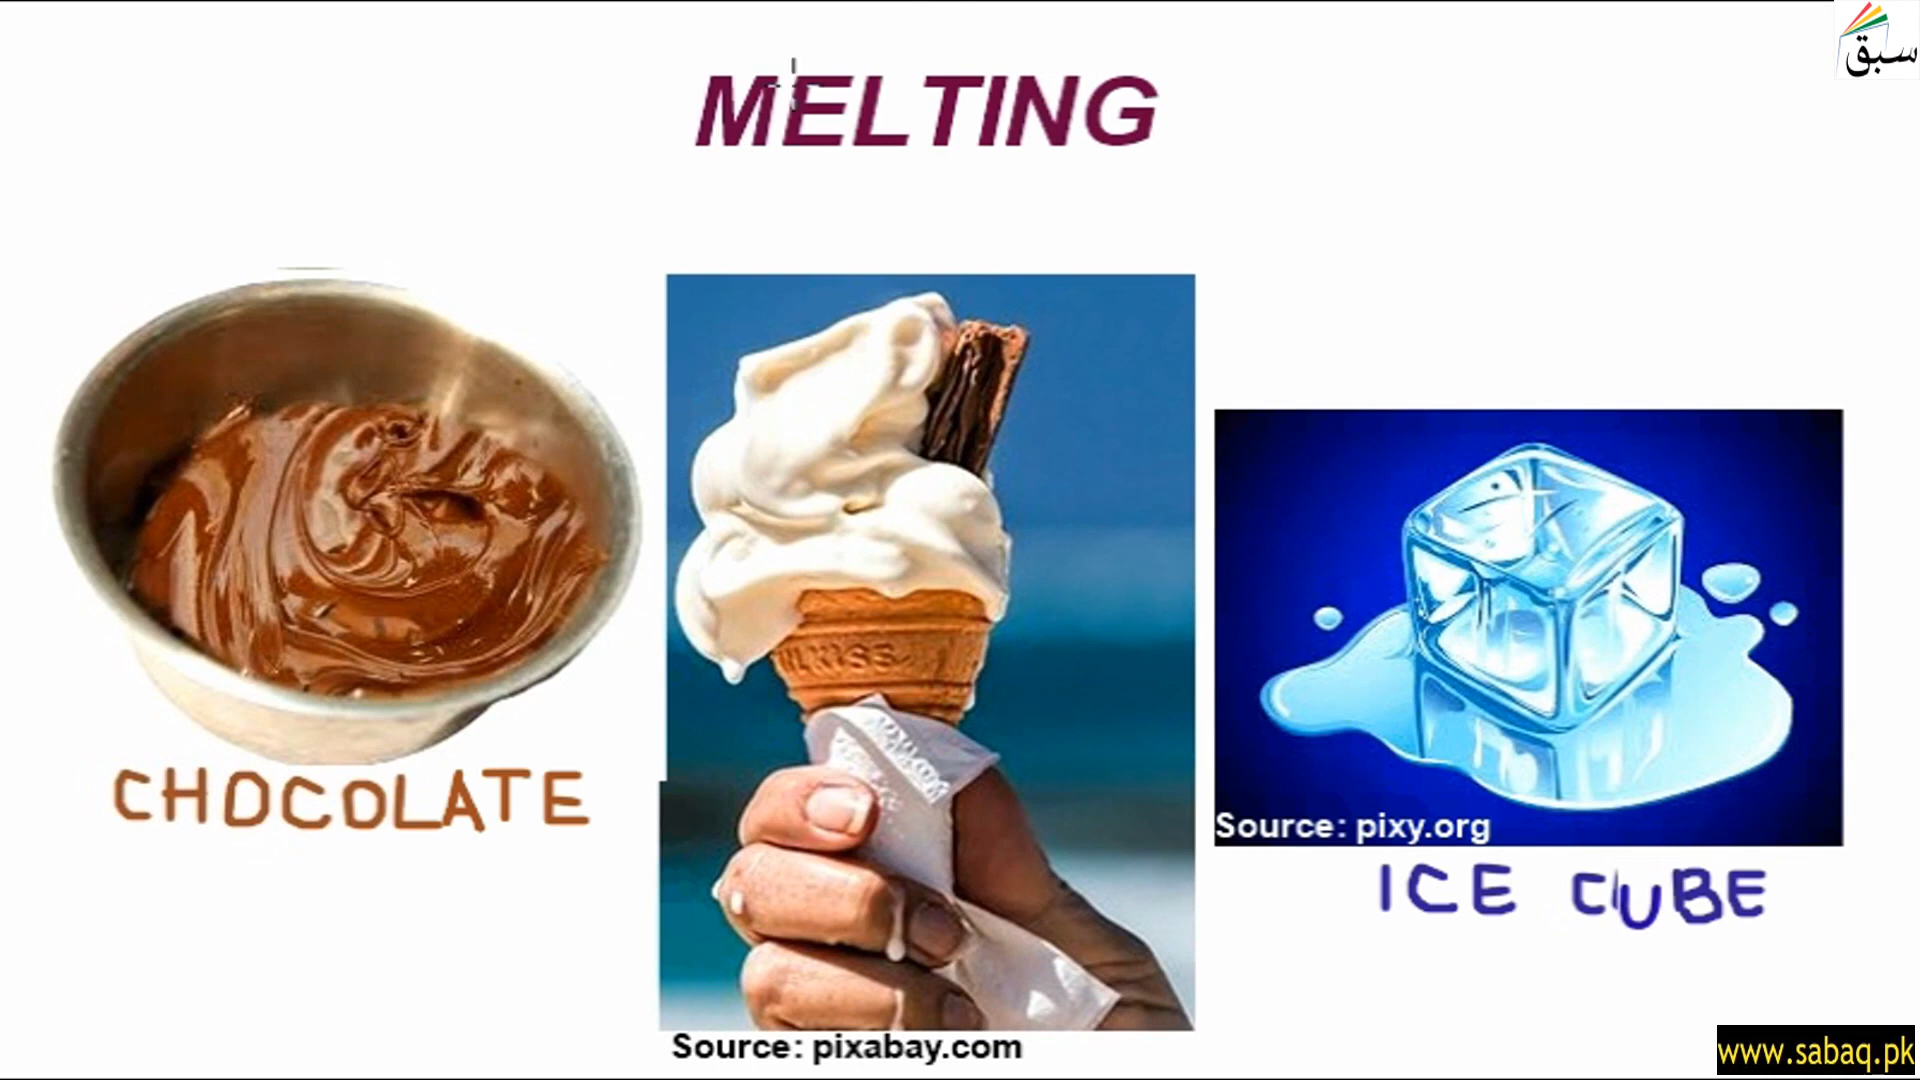 سبق
MELTING
CHOCOLATE
Source: pixy.org
ICE CUBE
Source: pixabay.com
www.sabaq.pk